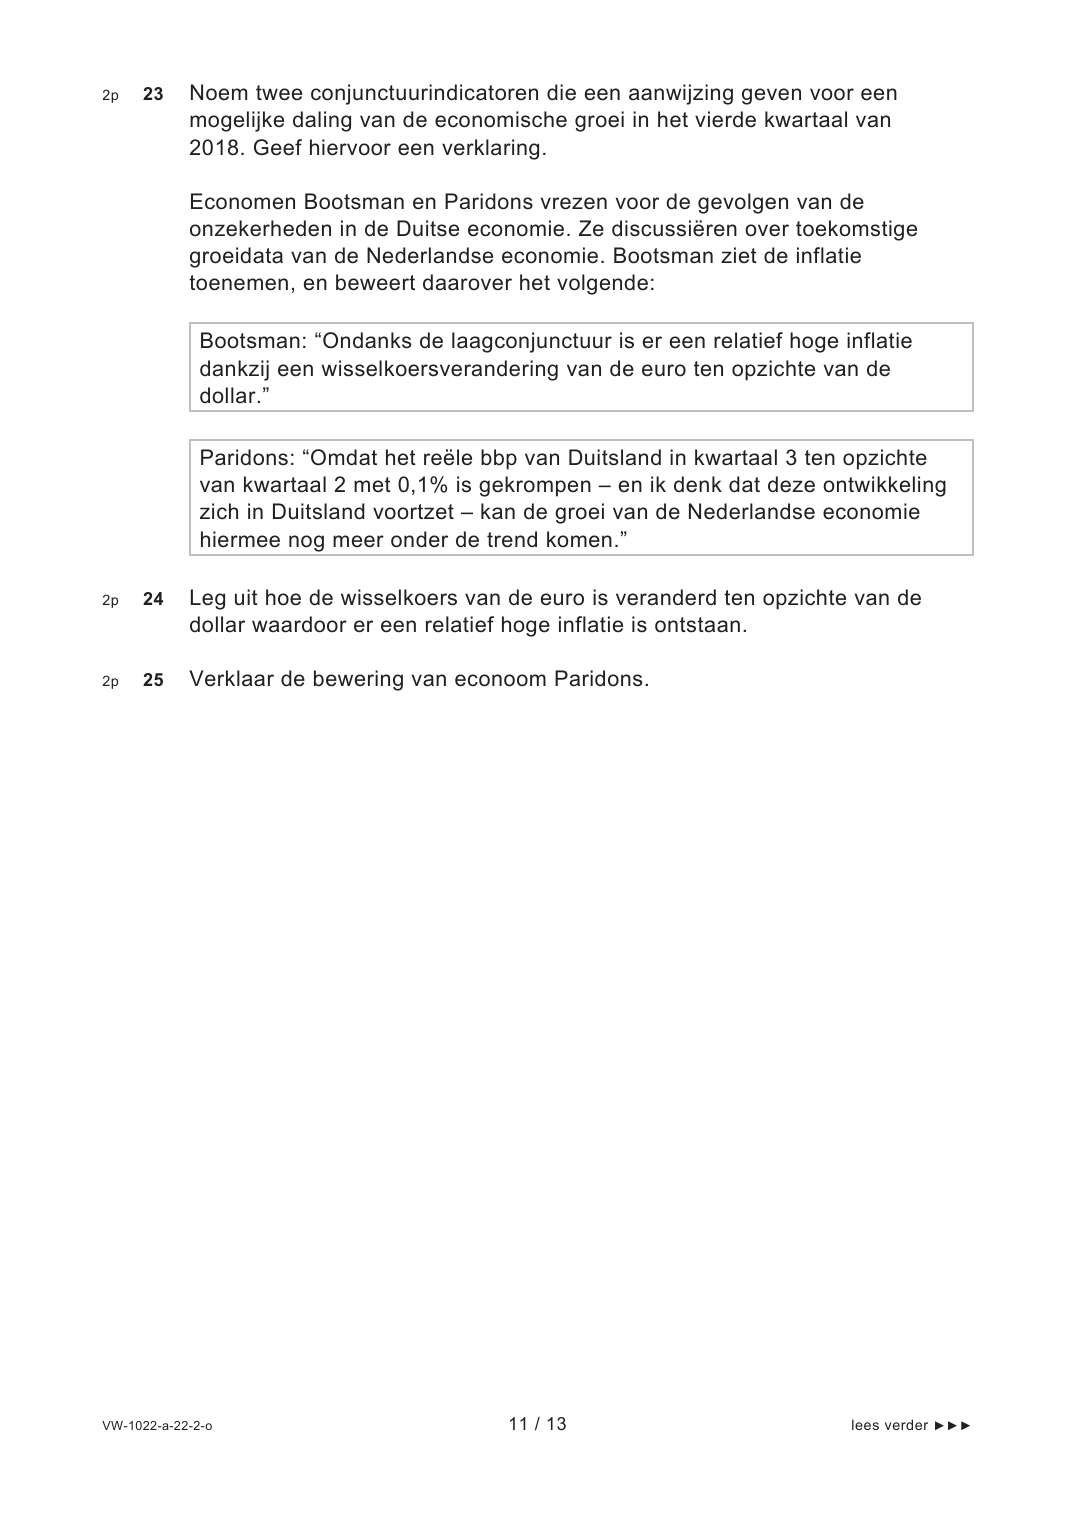 2p 23 Noem twee conjunctuurindicatoren die een aanwijzing geven voor een
mogelijke daling van de economische groei in het vierde kwartaal van
2018. Geef hiervoor een verklaring.
Economen Bootsman en Paridons vrezen voor de gevolgen van de
onzekerheden in de Duitse economie. Ze discussiëren over toekomstige
groeidata van de Nederlandse economie. Bootsman ziet de inflatie
toenemen, en beweert daarover het volgende:
Bootsman: “Ondanks de laagconjunctuur is er een relatief hoge inflatie
dankzij een wisselkoersverandering van de euro ten opzichte van de
dollar.”
Paridons: “Omdat het reële bbp van Duitsland in kwartaal 3 ten opzichte
van kwartaal 2 met 0,1% is gekrompen – en ik denk dat deze ontwikkeling
zich in Duitsland voortzet – kan de groei van de Nederlandse economie
hiermee nog meer onder de trend komen.”
2p 24 Leg uit hoe de wisselkoers van de euro is veranderd ten opzichte van de
dollar waardoor er een relatief hoge inflatie is ontstaan.
2p 25 Verklaar de bewering van econoom Paridons.
VW-1022-a-22-2-o 11 / 13 lees verder ►►►